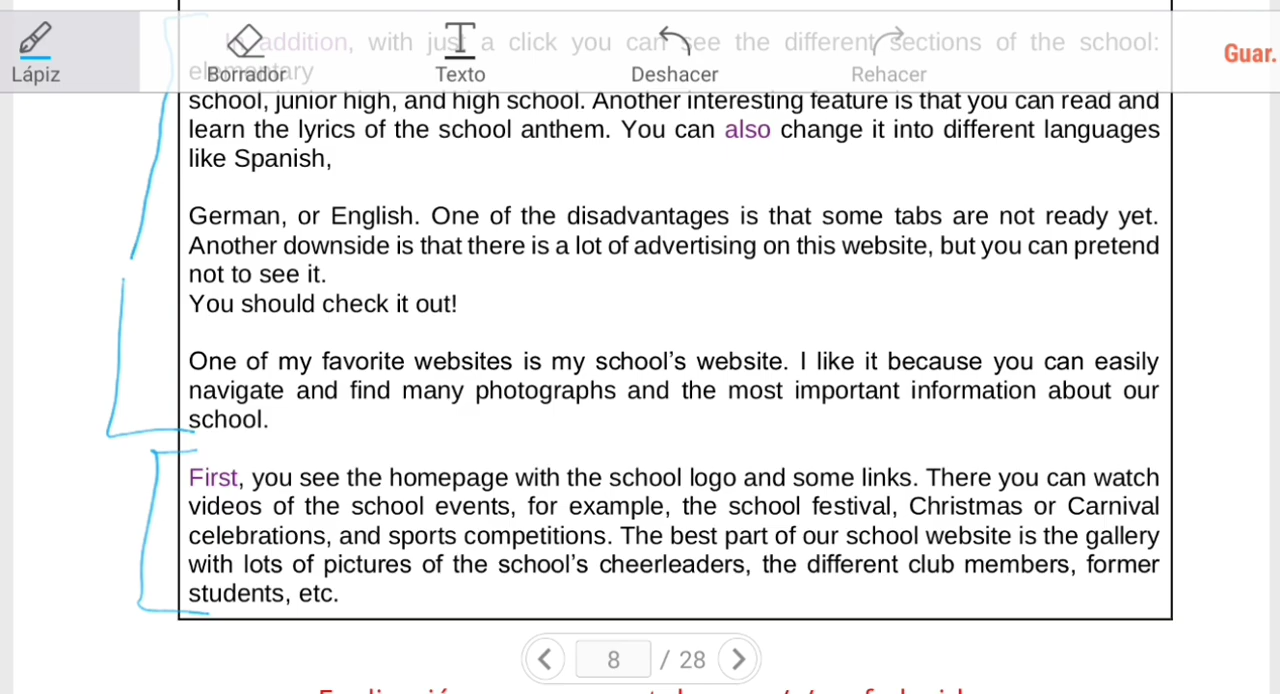 In addition, with just a click you can see the different sections of the school:
elementary
Lápiz
Borrador
Texto
Deshacer
Rehacer
Guar.
school, junior high, and high school. Another interesting feature is that you can read and
learn the lyrics of the school anthem. You can also change it into different languages
like Spanish,
German, or English. One of the disadvantages is that some tabs are not ready yet.
Another downside is that there is a lot of advertising on this website, but you can pretend
not to see it.
You should check it out!
One of my favorite websites is my school's website. I like it because you can easily
navigate and find many photographs and the most important information about our
school.
First, you see the homepage with the school logo and some links. There you can watch
videos of the school events, for example, the school festival, Christmas or Carnival
celebrations, and sports competitions. The best part of our school website is the gallery
with lots of pictures of the school's cheerleaders, the different club members, former
students, etc.
8 / 28